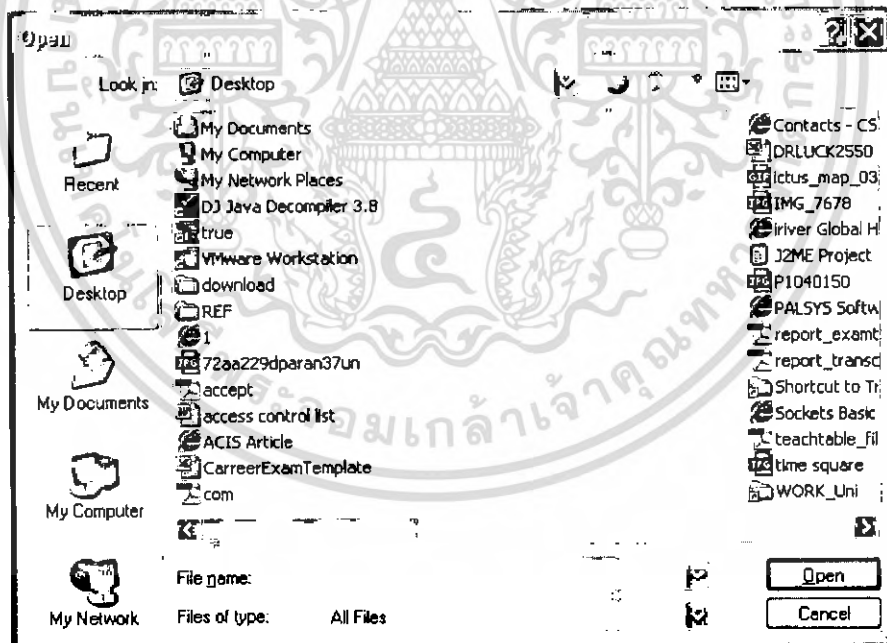 Open
Look in: Desktop
Recent
Desktop
My Documents
My Computer
My Network
My Documents
My Computer
My Network Places
DJ Java Decompiler 3.8
true
VMware Workstation
download
REF
1
72aa229dparan37un
accept
access control list
ACIS Article
CarreerExamTemplate
com
Contacts - CS
DRLUCK2550
ictus_map_03
IMG_7678
iriver Global H
J2ME Project
P1040150
PALSYS Softw
report_examt
report_transc
Shortcut to Tr
Sockets Basic
teachtable_fil
time square
WORK_Uni
File name:
Open
Files of type: All Files
Cancel